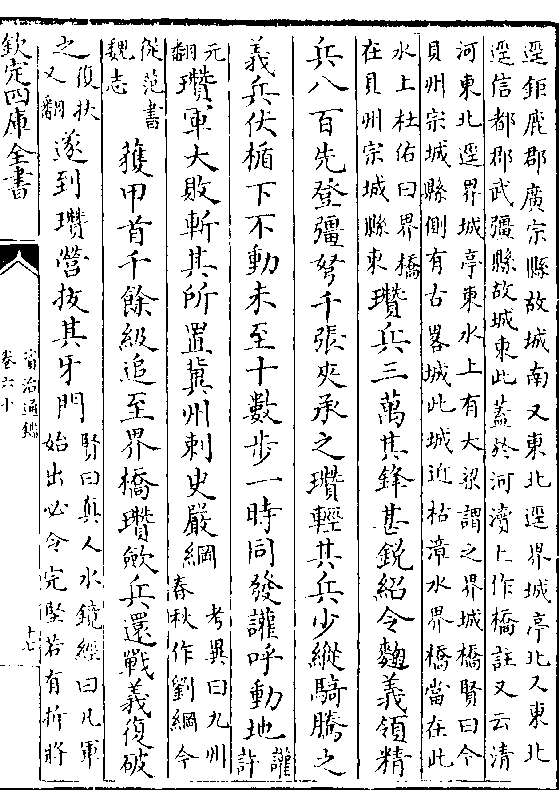 逕鉅鹿郡廣宗縣故城南又東北逕界城亭北又東北
逕信都郡武彊縣故城東此蓋於河瀆上作橋註又云清
河東北逕界城亭東水上有大梁謂之界城橋賢曰今
貝州宗城縣側有古畧城此城近枯漳水界橋當在此
水上杜佑曰界橋
在貝州宗城縣東
瓚兵三萬其鋒甚銳紹令麴義領精
兵八百先登彊弩千張夾承之瓚輕其兵少縱騎騰之
義兵伏楯下不動未至十數步一時同發讙呼動地
讙
許
元
翻
瓚軍大敗斬其所置冀州刺史嚴綱
考異曰九州
春秋作劉綱今
從范書
魏志
獲甲首千餘級追至界橋瓚斂兵還戰義復破
之
復扶
又翻
遂到瓚營拔其牙門
賢曰真人水鏡經曰凡軍
始出必令完堅若有折將
欽定四庫全書
資治通鑑
卷六十
十七